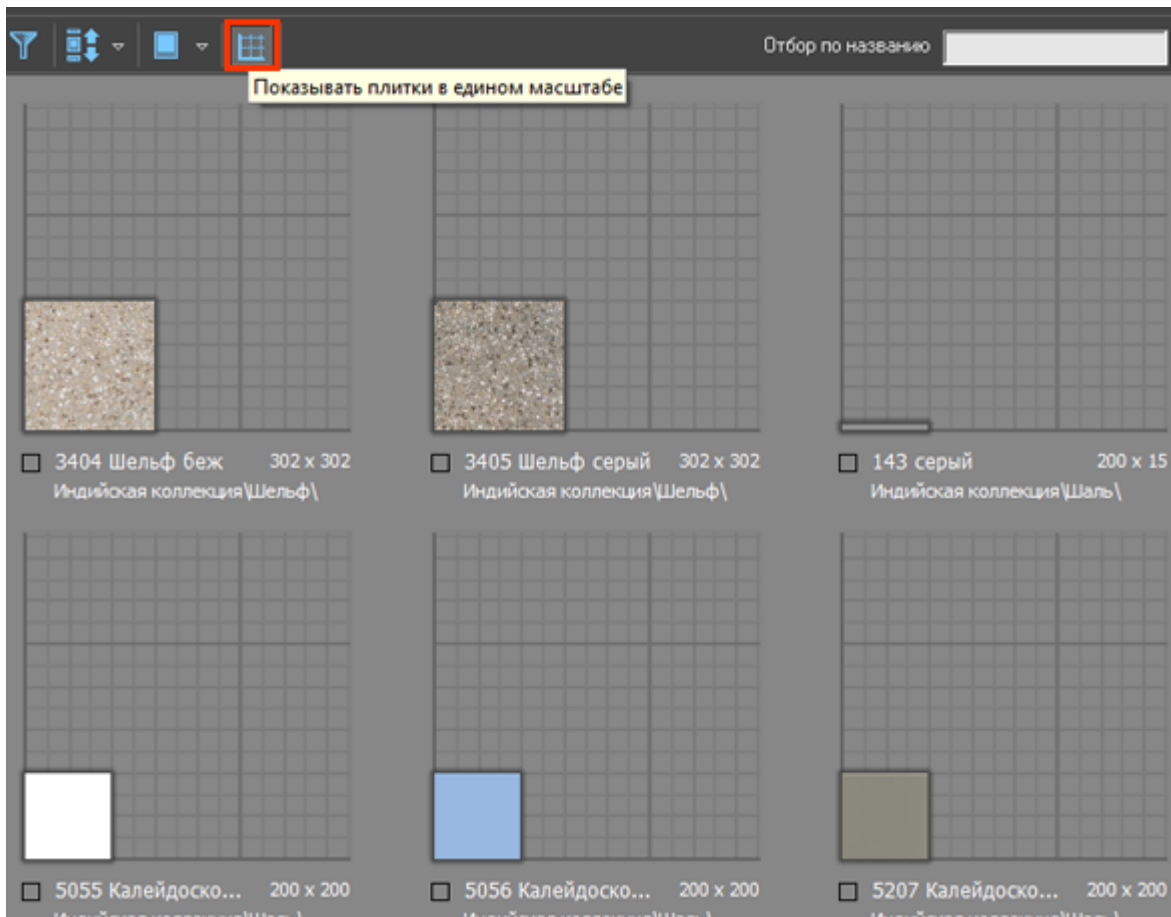 Отбор по названию
Показывать плитки в едином масштабе
3404 Шельф беж 302 x 302
Индийская коллекция\Шельф\
3405 Шельф серый 302 x 302
Индийская коллекция\Шельф\
143 серый 200 x 15
Индийская коллекция\Шаль\
5055 Калейдоско... 200 x 200
5056 Калейдоско... 200 x 200
5207 Калейдоско... 200 x 200